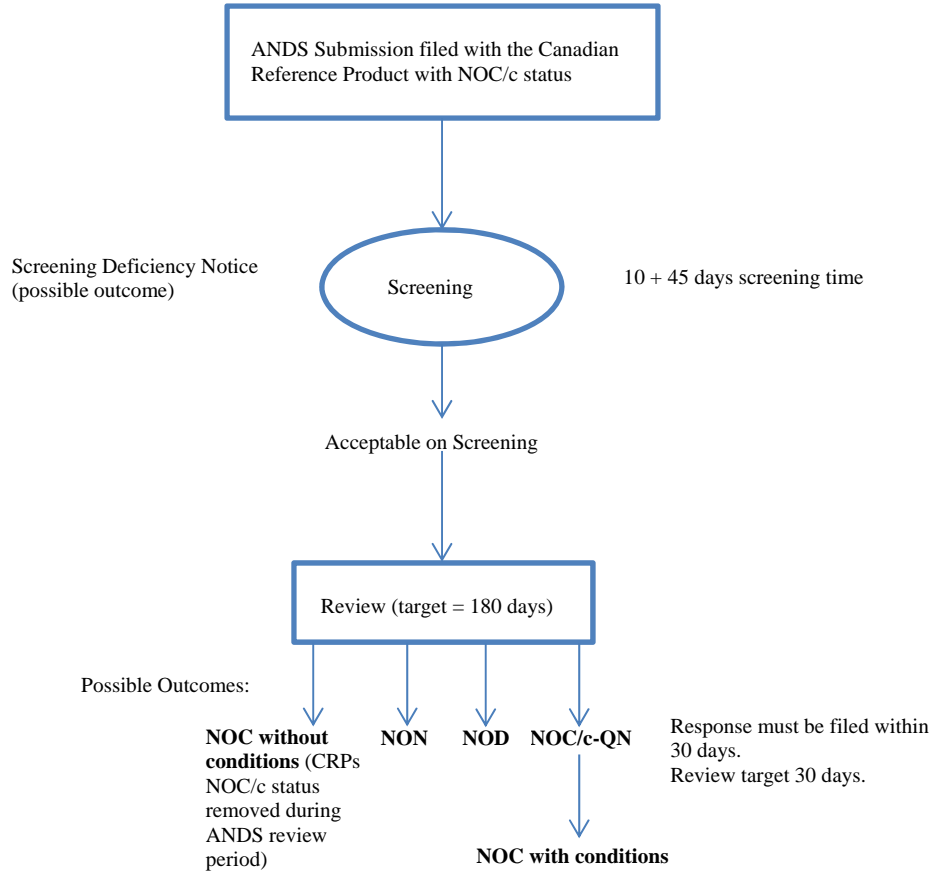 ANDS Submission filed with the Canadian
Reference Product with NOC/c status
Screening Deficiency Notice
(possible outcome)
Screening
10 + 45 days screening time
Acceptable on Screening
Review (target = 180 days)
Possible Outcomes:
NOC without
conditions (CRPs
NOC/c status
removed during
ANDS review
period)
NON
NOD
NOC/c-QN
Response must be filed within
30 days.
Review target 30 days.
NOC with conditions